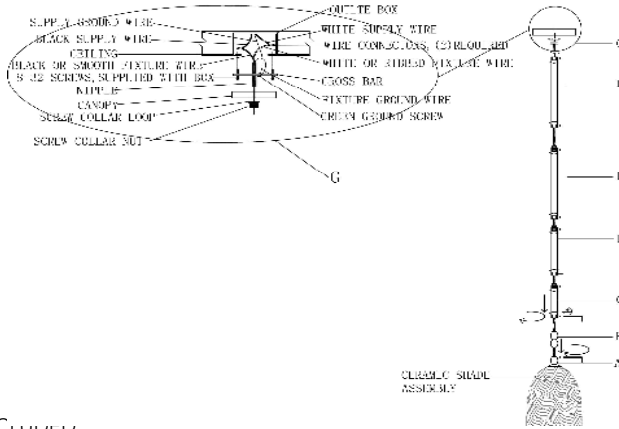 SUPPLY GROUND WIRE
BLACK SUPPLY WIRE
CEILING
BLACK OR SMOOTH FIXTURE WIRE
8-32 SCREWS, SUPPLIED WITH BOX
NIPPLE
CANOPY
SCREW COLLAR LOOP
SCREW COLLAR NUT
OUTLTE BOX
WHITE SUPPLY WIRE
WIRE CONNECTORS, (3)REQUIRED
WHITE OR RIBBED FIXTURE WIRE
CROSS BAR
FIXTURE GROUND WIRE
GREEN GROUND SCREW
G
CERAMIC SHADE
ASSEMBLY